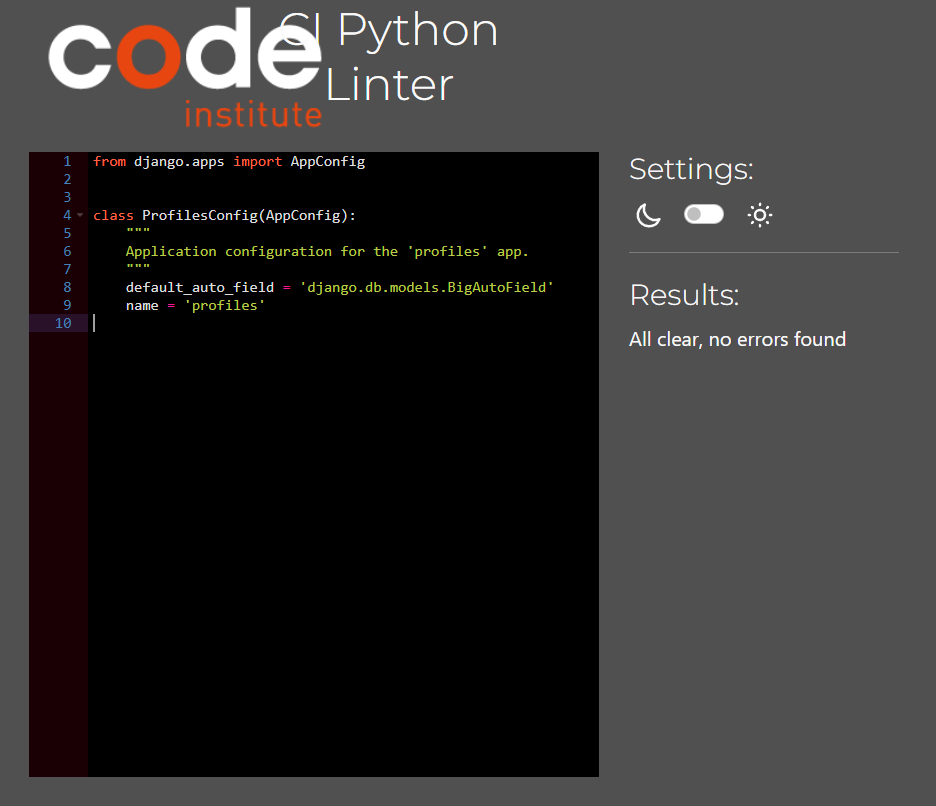 code
institute
CI Python
Linter
1 from django.apps import AppConfig
2
3
4 class ProfilesConfig(AppConfig):
5     """
6     Application configuration for the 'profiles' app.
7     """
8     default_auto_field = 'django.db.models.BigAutoField'
9     name = 'profiles'
10
Settings:
Results:
All clear, no errors found